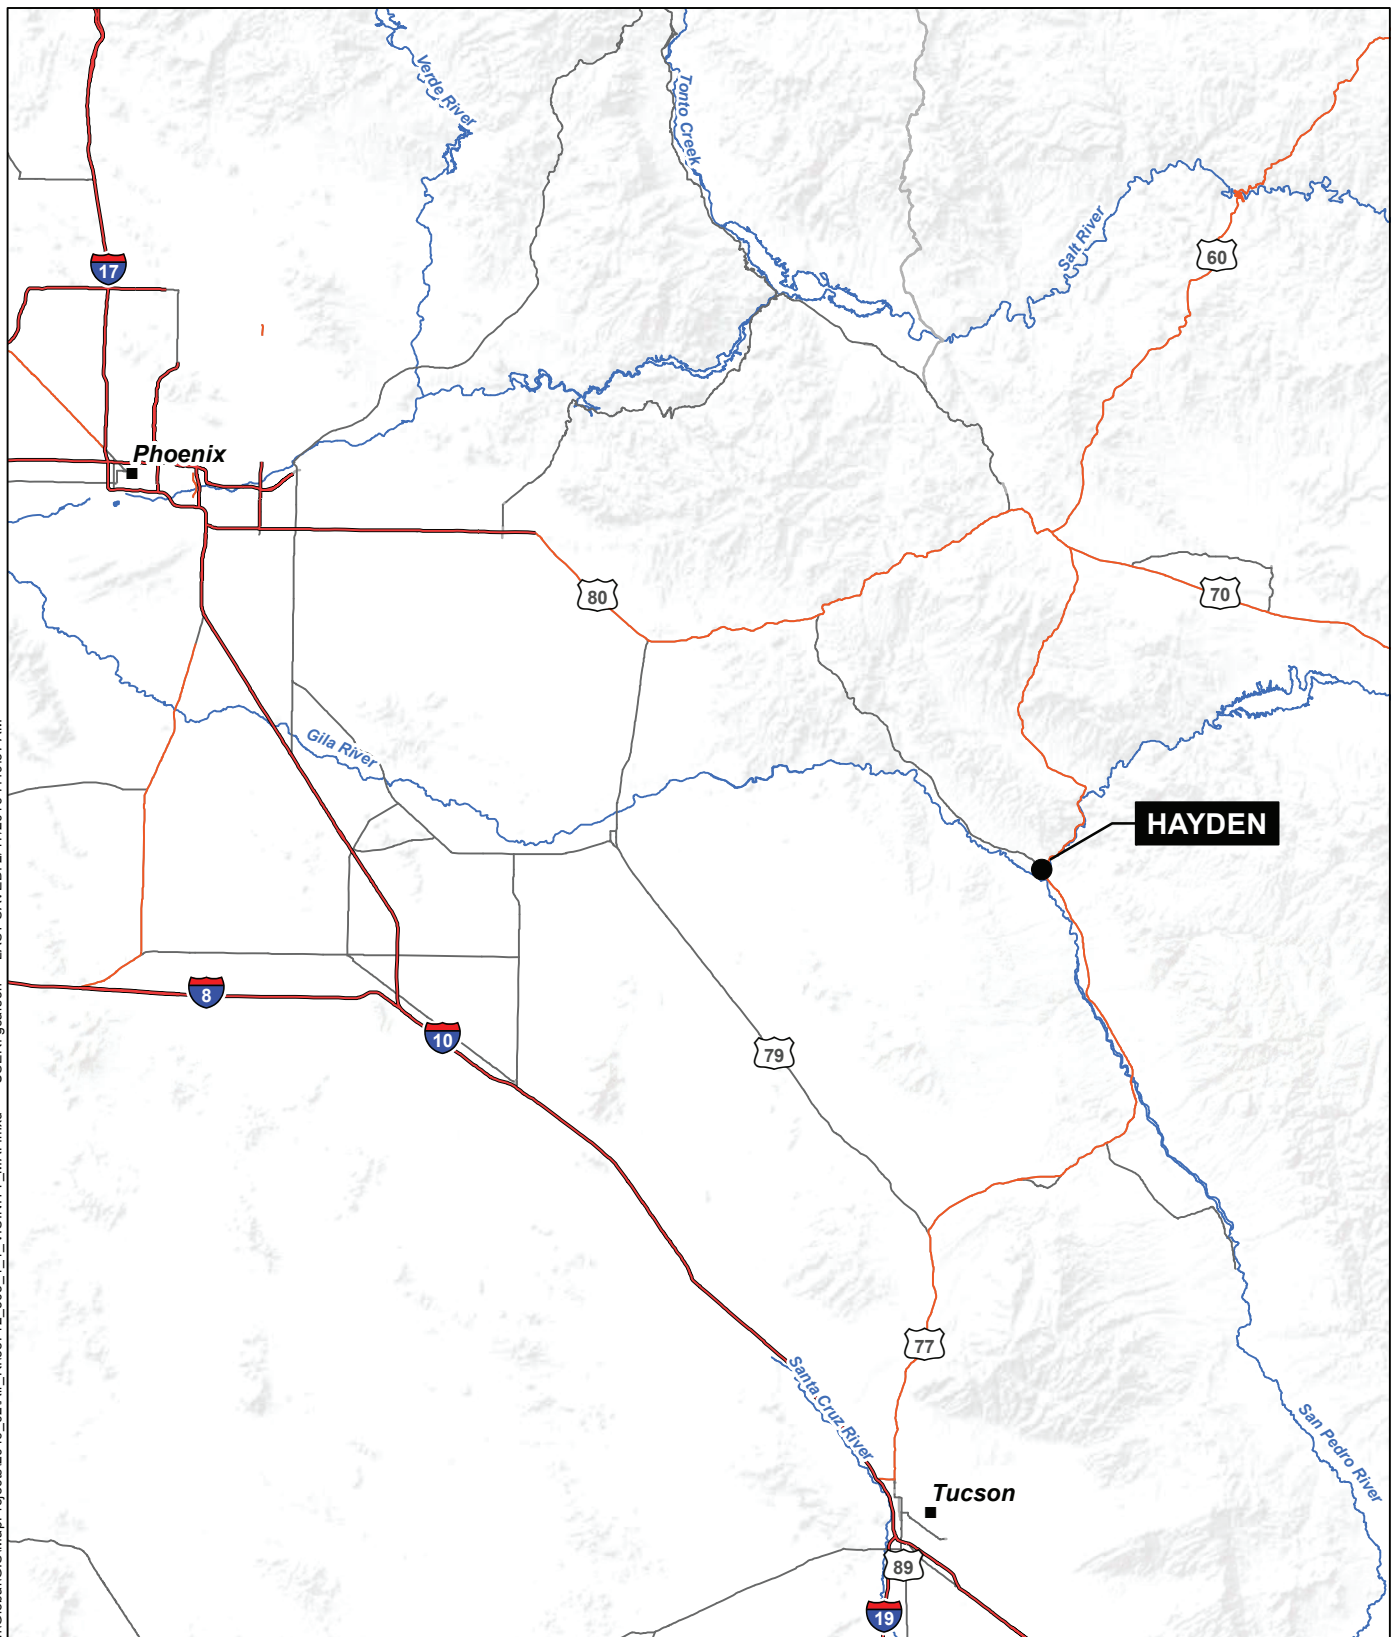 Verde River
Tonto Creek
Salt River
60
17
Phoenix
80
70
Gila River
HAYDEN
8
10
79
77
Santa Cruz River
San Pedro River
Tucson
89
19